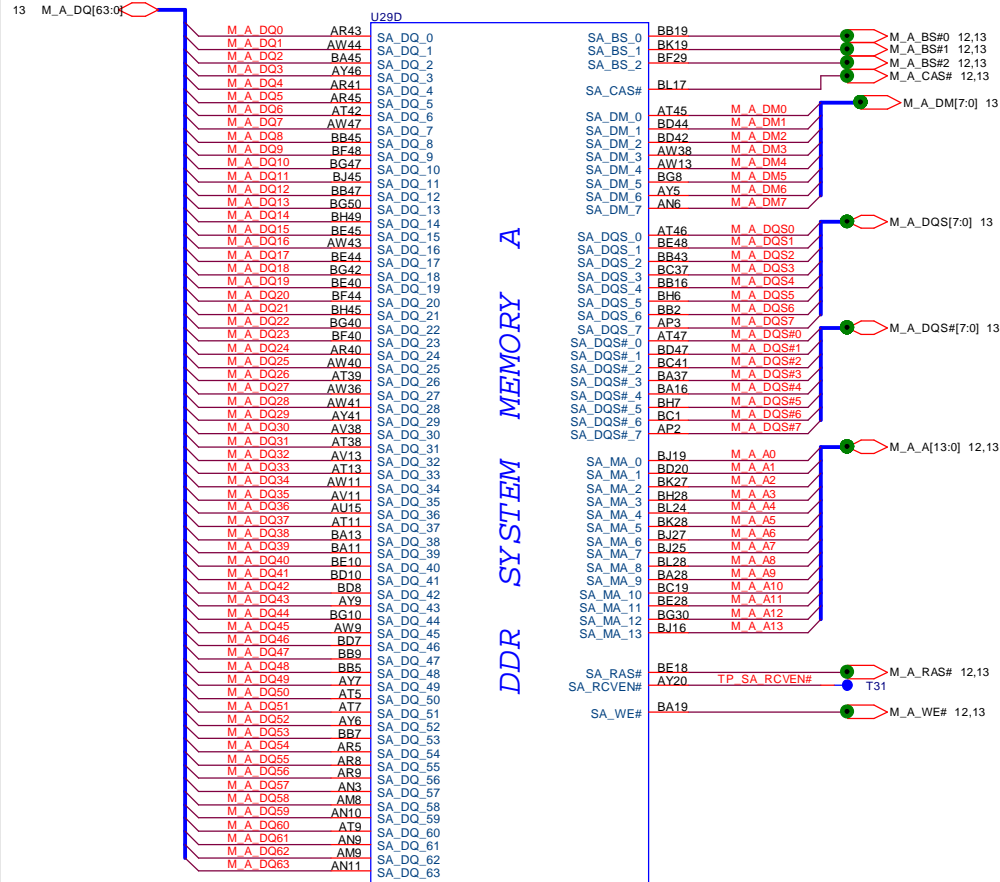 13 M_A_DQ[63:0]
U29D
M_A_DQ0 AR43 SA_DQ_0
M_A_DQ1 AW44 SA_DQ_1
M_A_DQ2 BA45 SA_DQ_2
M_A_DQ3 AY46 SA_DQ_3
M_A_DQ4 AR41 SA_DQ_4
M_A_DQ5 AR45 SA_DQ_5
M_A_DQ6 AT42 SA_DQ_6
M_A_DQ7 AW47 SA_DQ_7
M_A_DQ8 BB45 SA_DQ_8
M_A_DQ9 BF48 SA_DQ_9
M_A_DQ10 BG47 SA_DQ_10
M_A_DQ11 BJ45 SA_DQ_11
M_A_DQ12 BB47 SA_DQ_12
M_A_DQ13 BG50 SA_DQ_13
M_A_DQ14 BH49 SA_DQ_14
M_A_DQ15 BE45 SA_DQ_15
M_A_DQ16 AW43 SA_DQ_16
M_A_DQ17 BE44 SA_DQ_17
M_A_DQ18 BG42 SA_DQ_18
M_A_DQ19 BE40 SA_DQ_19
M_A_DQ20 BF44 SA_DQ_20
M_A_DQ21 BH45 SA_DQ_21
M_A_DQ22 BG40 SA_DQ_22
M_A_DQ23 BF40 SA_DQ_23
M_A_DQ24 AR40 SA_DQ_24
M_A_DQ25 AW40 SA_DQ_25
M_A_DQ26 AT39 SA_DQ_26
M_A_DQ27 AW36 SA_DQ_27
M_A_DQ28 AW41 SA_DQ_28
M_A_DQ29 AY41 SA_DQ_29
M_A_DQ30 AV38 SA_DQ_30
M_A_DQ31 AT38 SA_DQ_31
M_A_DQ32 AV13 SA_DQ_32
M_A_DQ33 AT13 SA_DQ_33
M_A_DQ34 AW11 SA_DQ_34
M_A_DQ35 AV11 SA_DQ_35
M_A_DQ36 AU15 SA_DQ_36
M_A_DQ37 AT11 SA_DQ_37
M_A_DQ38 BA13 SA_DQ_38
M_A_DQ39 BA11 SA_DQ_39
M_A_DQ40 BE10 SA_DQ_40
M_A_DQ41 BD10 SA_DQ_41
M_A_DQ42 BD8 SA_DQ_42
M_A_DQ43 AY9 SA_DQ_43
M_A_DQ44 BG10 SA_DQ_44
M_A_DQ45 AW9 SA_DQ_45
M_A_DQ46 BD7 SA_DQ_46
M_A_DQ47 BB9 SA_DQ_47
M_A_DQ48 BB5 SA_DQ_48
M_A_DQ49 AY7 SA_DQ_49
M_A_DQ50 AT5 SA_DQ_50
M_A_DQ51 AT7 SA_DQ_51
M_A_DQ52 AY6 SA_DQ_52
M_A_DQ53 BB7 SA_DQ_53
M_A_DQ54 AR5 SA_DQ_54
M_A_DQ55 AR8 SA_DQ_55
M_A_DQ56 AR9 SA_DQ_56
M_A_DQ57 AN3 SA_DQ_57
M_A_DQ58 AM8 SA_DQ_58
M_A_DQ59 AN10 SA_DQ_59
M_A_DQ60 AT9 SA_DQ_60
M_A_DQ61 AN9 SA_DQ_61
M_A_DQ62 AM9 SA_DQ_62
M_A_DQ63 AN11 SA_DQ_63
DDR SYSTEM MEMORY A
SA_BS_0 BB19 M_A_BS#0 12,13
SA_BS_1 BK19 M_A_BS#1 12,13
SA_BS_2 BF29 M_A_BS#2 12,13
SA_CAS# BL17 M_A_CAS# 12,13
M_A_DM[7:0] 13
SA_DM_0 AT45 M_A_DM0
SA_DM_1 BD44 M_A_DM1
SA_DM_2 BD42 M_A_DM2
SA_DM_3 AW38 M_A_DM3
SA_DM_4 AW13 M_A_DM4
SA_DM_5 BG8 M_A_DM5
SA_DM_6 AY5 M_A_DM6
SA_DM_7 AN6 M_A_DM7
M_A_DQS[7:0] 13
SA_DQS_0 AT46 M_A_DQS0
SA_DQS_1 BE48 M_A_DQS1
SA_DQS_2 BB43 M_A_DQS2
SA_DQS_3 BC37 M_A_DQS3
SA_DQS_4 BB16 M_A_DQS4
SA_DQS_5 BH6 M_A_DQS5
SA_DQS_6 BB2 M_A_DQS6
SA_DQS_7 AP3 M_A_DQS7
M_A_DQS#[7:0] 13
SA_DQS#_0 AT47 M_A_DQS#0
SA_DQS#_1 BD47 M_A_DQS#1
SA_DQS#_2 BC41 M_A_DQS#2
SA_DQS#_3 BA37 M_A_DQS#3
SA_DQS#_4 BA16 M_A_DQS#4
SA_DQS#_5 BH7 M_A_DQS#5
SA_DQS#_6 BC1 M_A_DQS#6
SA_DQS#_7 AP2 M_A_DQS#7
M_A_A[13:0] 12,13
SA_MA_0 BJ19 M_A_A0
SA_MA_1 BD20 M_A_A1
SA_MA_2 BK27 M_A_A2
SA_MA_3 BH28 M_A_A3
SA_MA_4 BL24 M_A_A4
SA_MA_5 BK28 M_A_A5
SA_MA_6 BJ27 M_A_A6
SA_MA_7 BJ25 M_A_A7
SA_MA_8 BL28 M_A_A8
SA_MA_9 BA28 M_A_A9
SA_MA_10 BC19 M_A_A10
SA_MA_11 BE28 M_A_A11
SA_MA_12 BG30 M_A_A12
SA_MA_13 BJ16 M_A_A13
SA_RAS# BE18 M_A_RAS# 12,13
SA_RCVEN# AY20 TP_SA_RCVEN# T31
SA_WE# BA19 M_A_WE# 12,13